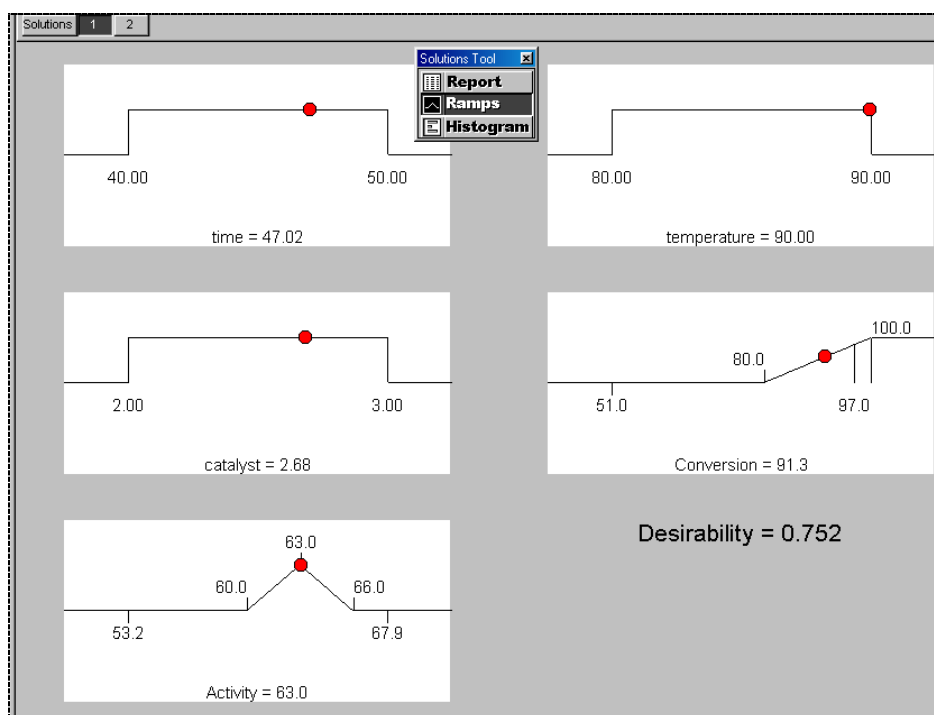 Solutions 1 2
Solutions Tool
Report
Ramps
Histogram
40.00 50.00
time = 47.02
80.00 90.00
temperature = 90.00
2.00 3.00
catalyst = 2.68
80.0 100.0
51.0 97.0
Conversion = 91.3
63.0
60.0 66.0
53.2 67.9
Activity = 63.0
Desirability = 0.752